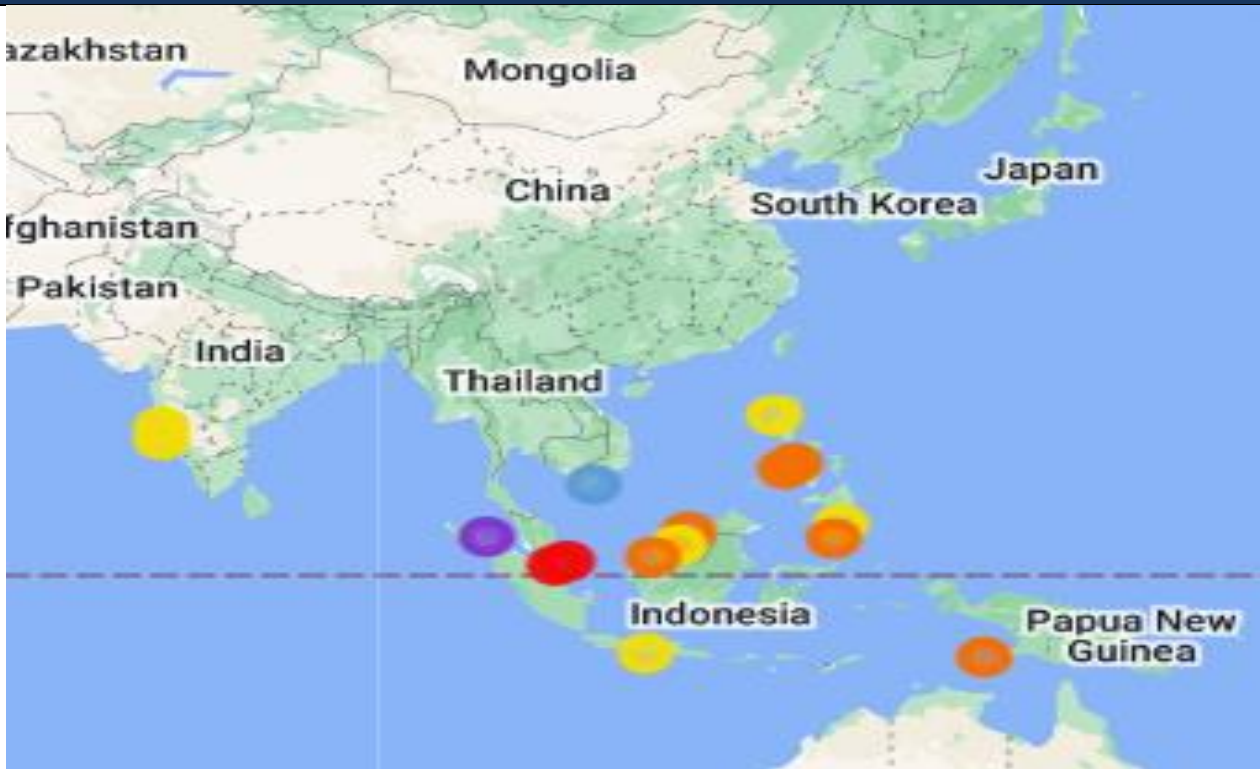 azakhstan
Mongolia
China
Japan
South Korea
fghanistan
Pakistan
India
Thailand
Indonesia
Papua New
Guinea